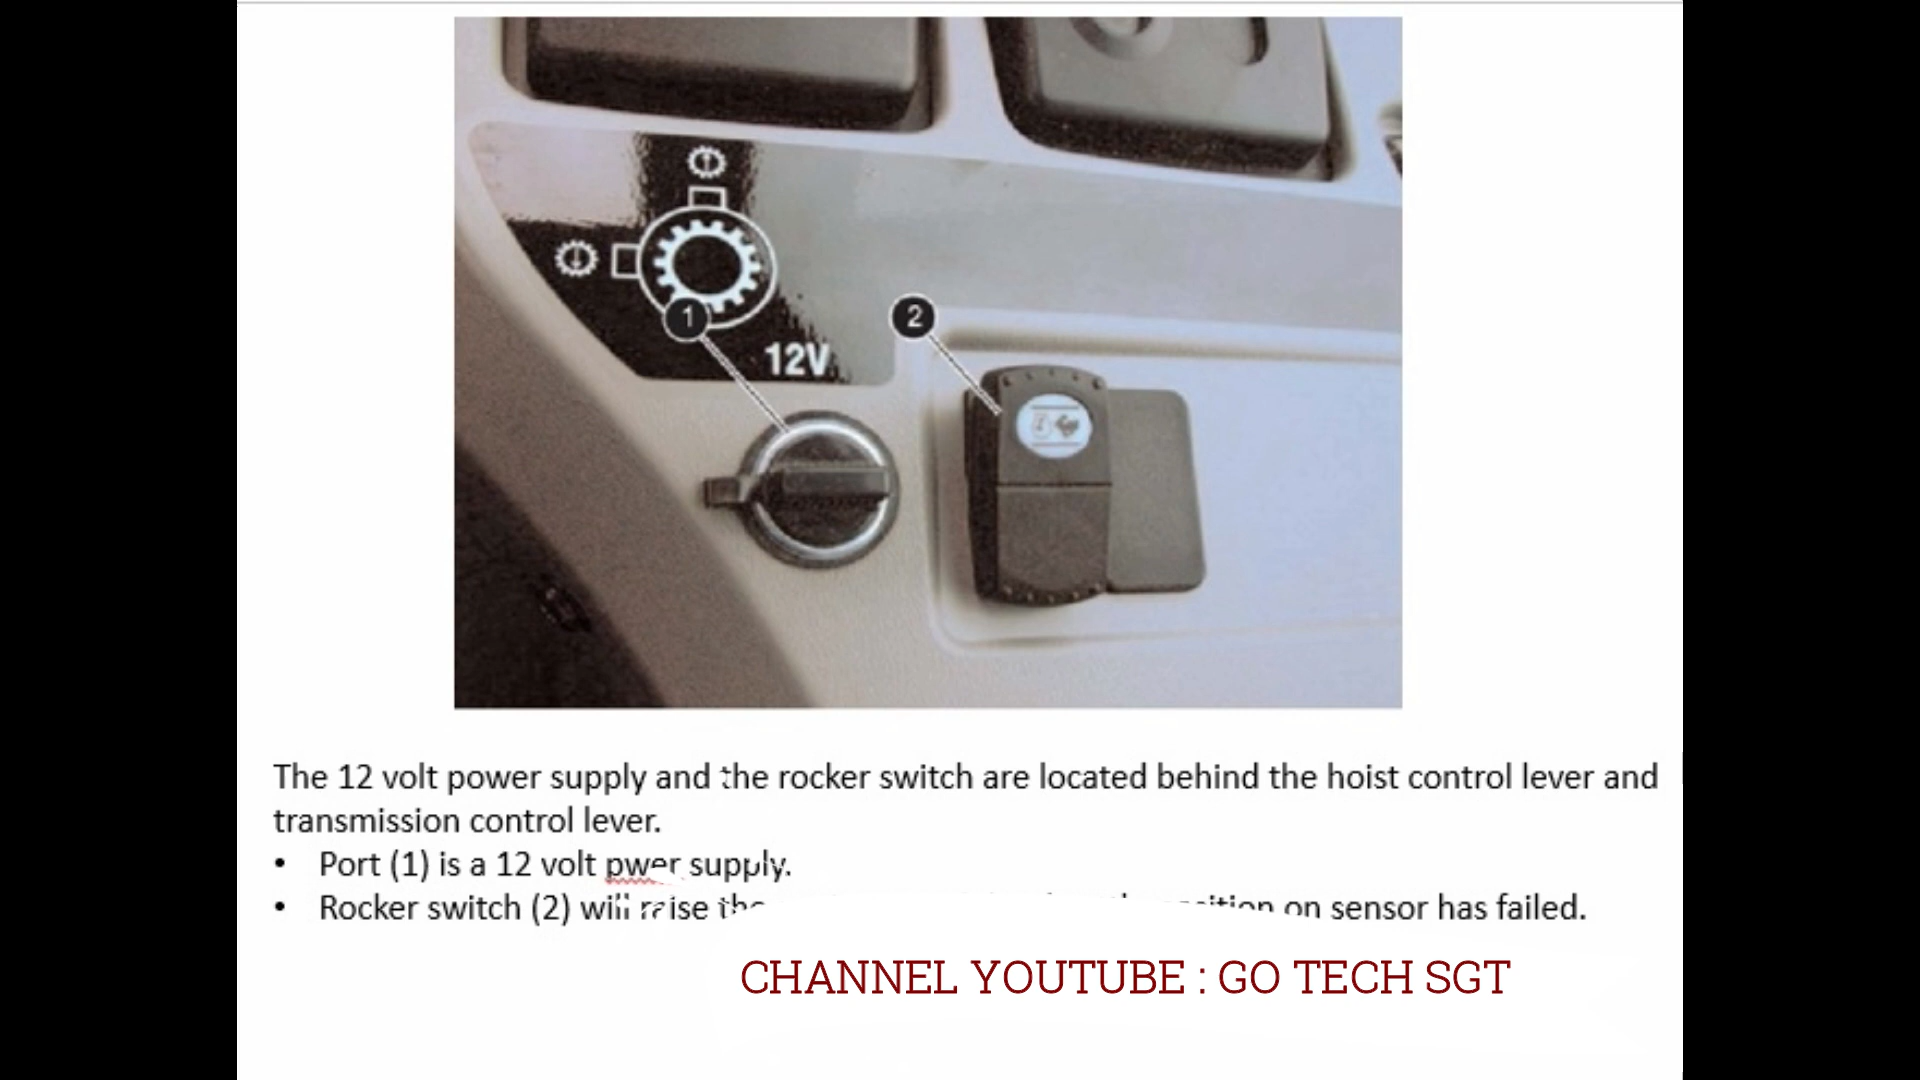 1
2
12V
The 12 volt power supply and the rocker switch are located behind the hoist control lever and
transmission control lever.
• Port (1) is a 12 volt pwer supply.
• Rocker switch (2) will raise the on sensor has failed.
CHANNEL YOUTUBE : GO TECH SGT